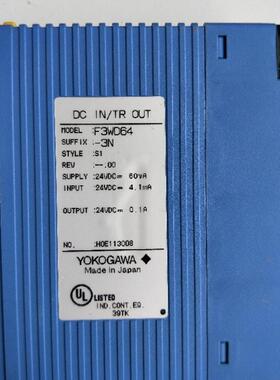 DC IN/TR OUT
MODEL :F3WD64
SUFFIX :-3N
STYLE :S1
REV :--.00
SUPPLY :24VDC⎓ 60mA
INPUT :24VDC⎓ 4.1mA
OUTPUT :24VDC⎓ 0.1A
NO. :H0E113008
YOKOGAWA ◆
Made in Japan
UL LISTED
IND.CONT.EQ.
39TK